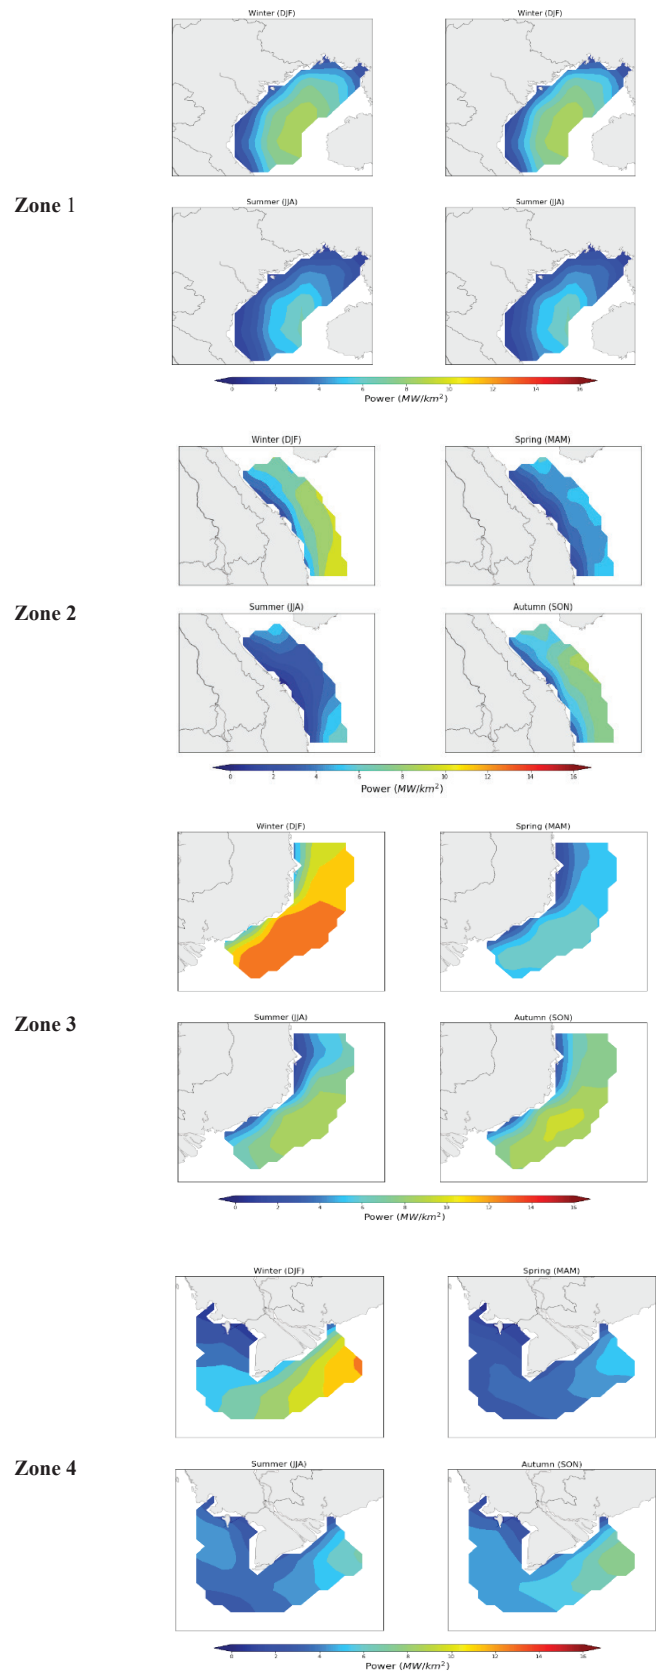 Winter (DJF)
Winter (DJF)
Zone 1
Summer (JJA)
Summer (JJA)
0 2 4 6 8 10 12 14 16
Power (MW/km²)
Winter (DJF)
Spring (MAM)
Zone 2
Summer (JJA)
Autumn (SON)
0 2 4 6 8 10 12 14 16
Power (MW/km²)
Winter (DJF)
Spring (MAM)
Zone 3
Summer (JJA)
Autumn (SON)
0 2 4 6 8 10 12 14 16
Power (MW/km²)
Winter (DJF)
Spring (MAM)
Zone 4
Summer (JJA)
Autumn (SON)
0 2 4 6 8 10 12 14 16
Power (MW/km²)